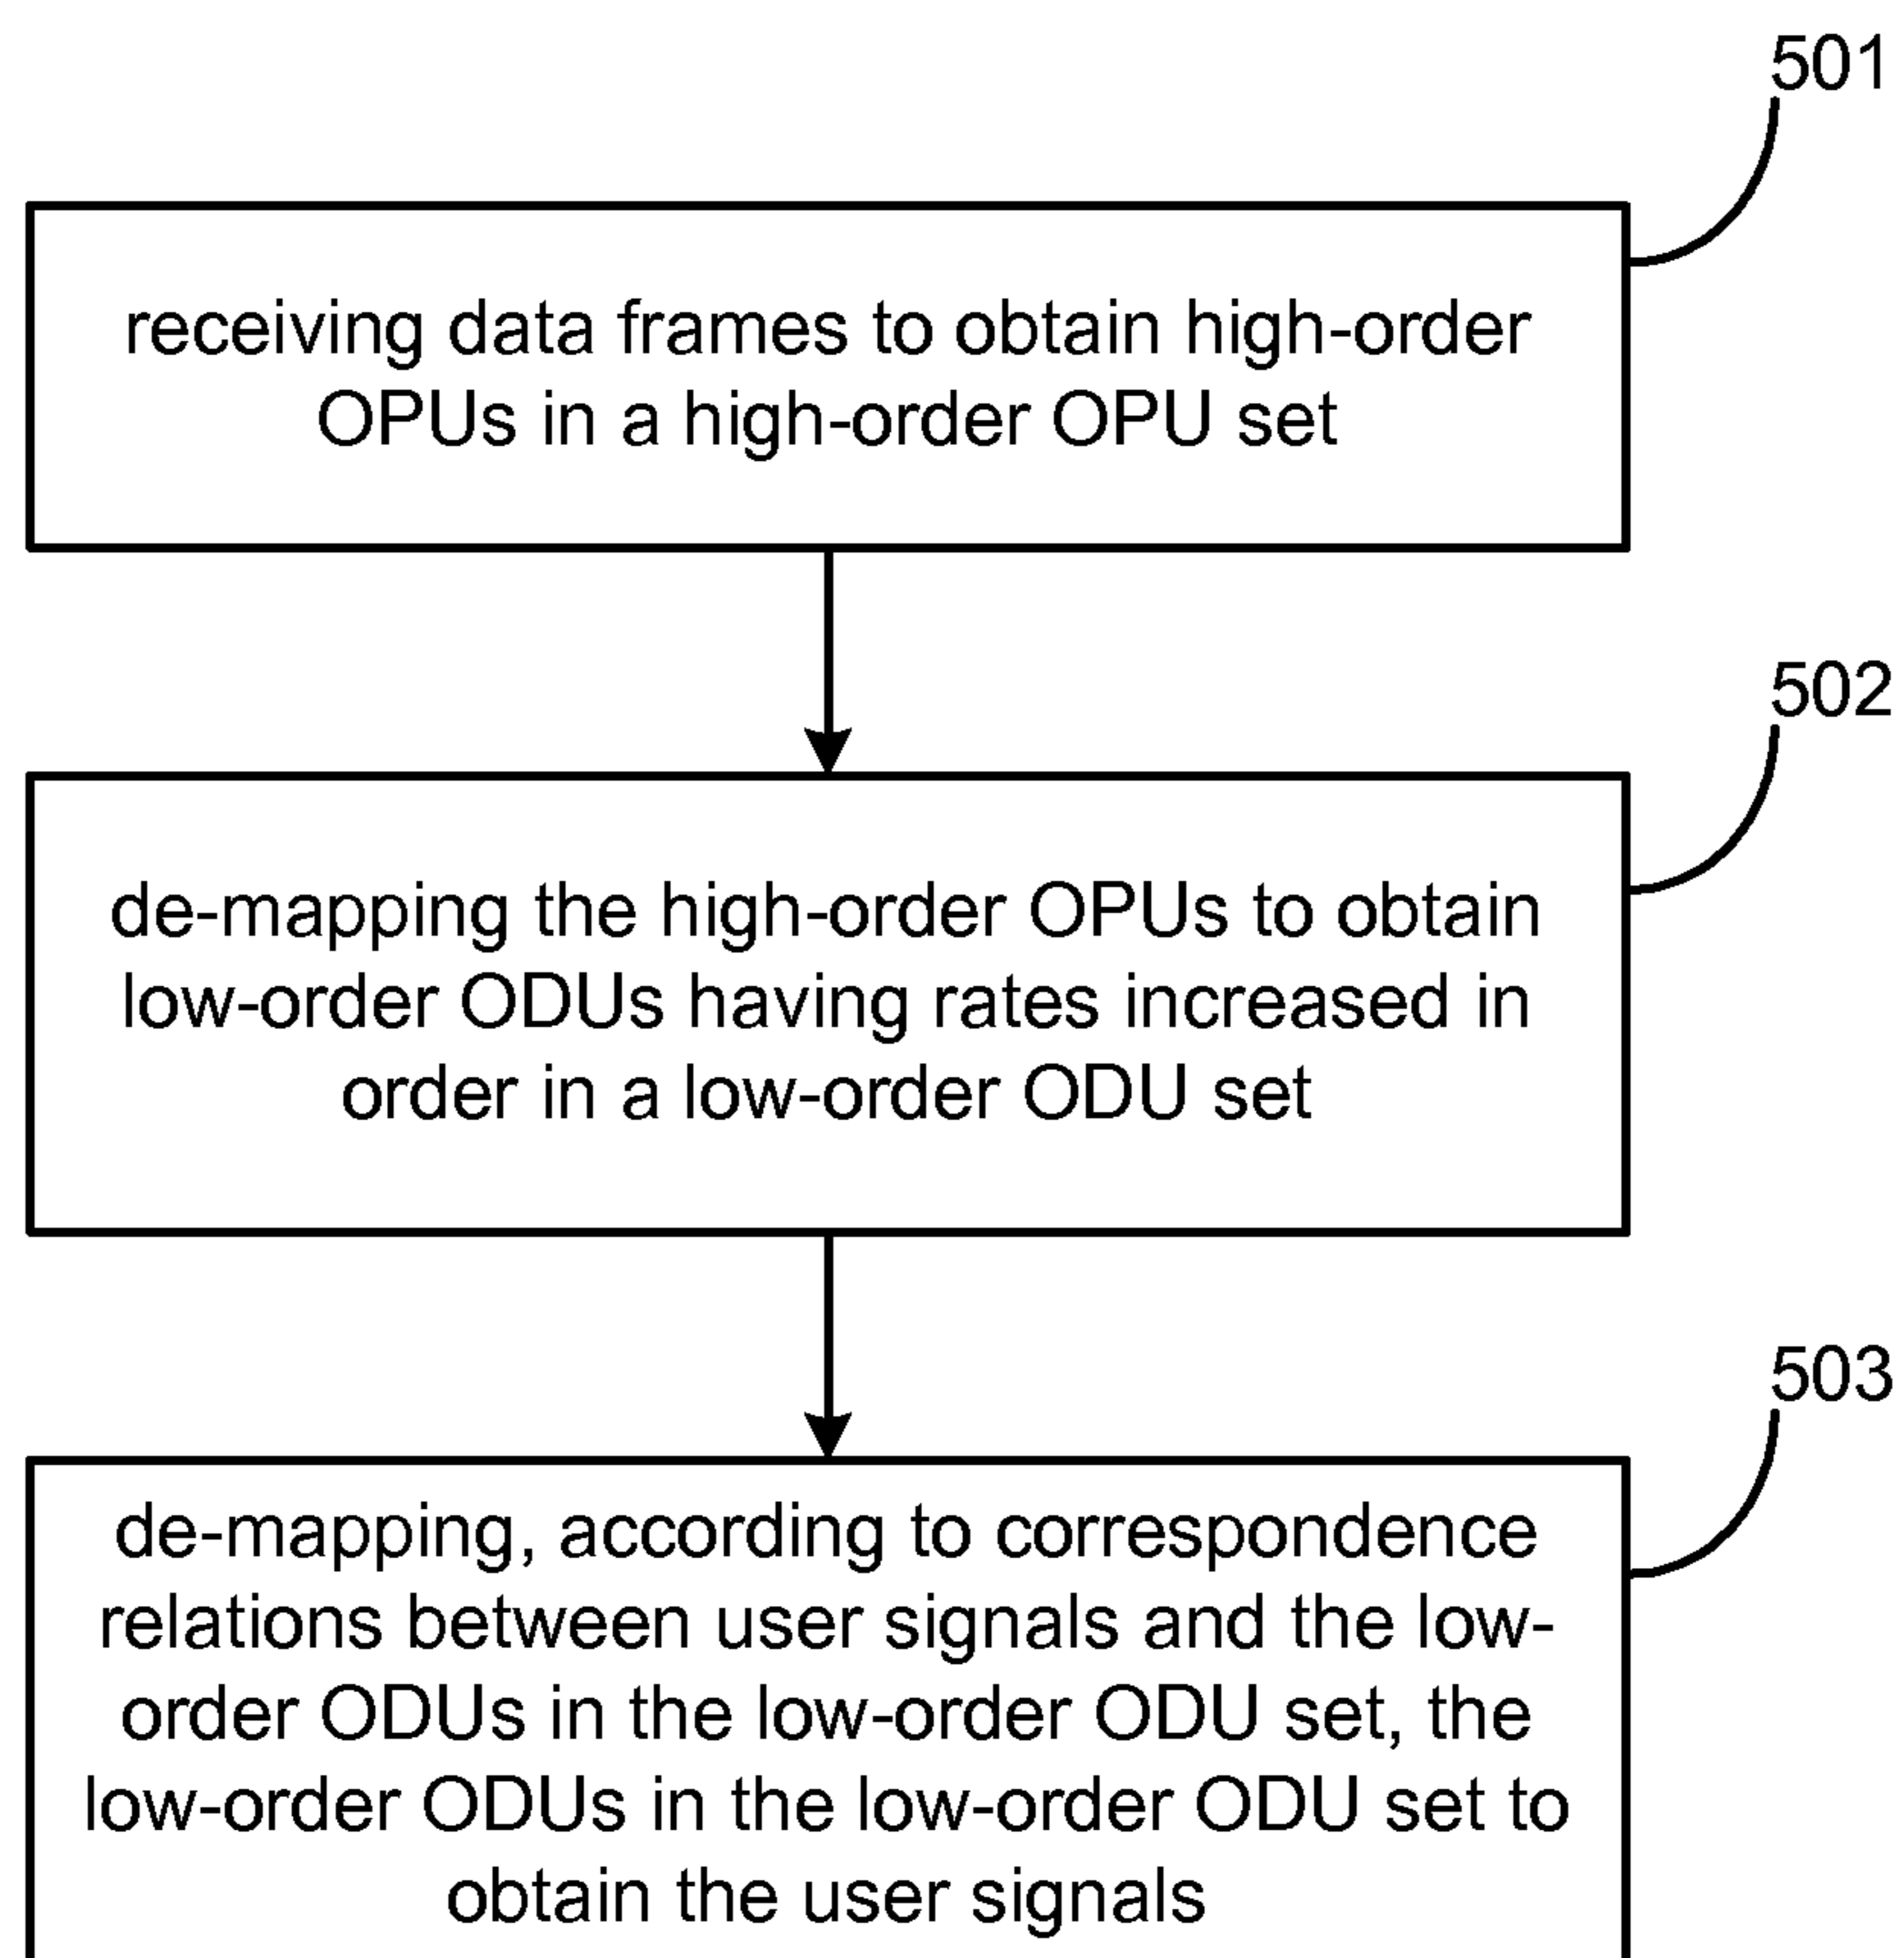 501
receiving data frames to obtain high-order
OPUs in a high-order OPU set
502
de-mapping the high-order OPUs to obtain
low-order ODUs having rates increased in
order in a low-order ODU set
503
de-mapping, according to correspondence
relations between user signals and the low-
order ODUs in the low-order ODU set, the
low-order ODUs in the low-order ODU set to
obtain the user signals